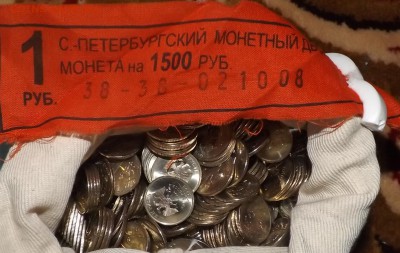 1 С.-ПЕТЕРБУРГСКИЙ МОНЕТНЫЙ
РУБ. МОНЕТА на 1500 РУБ.
38-38-021008